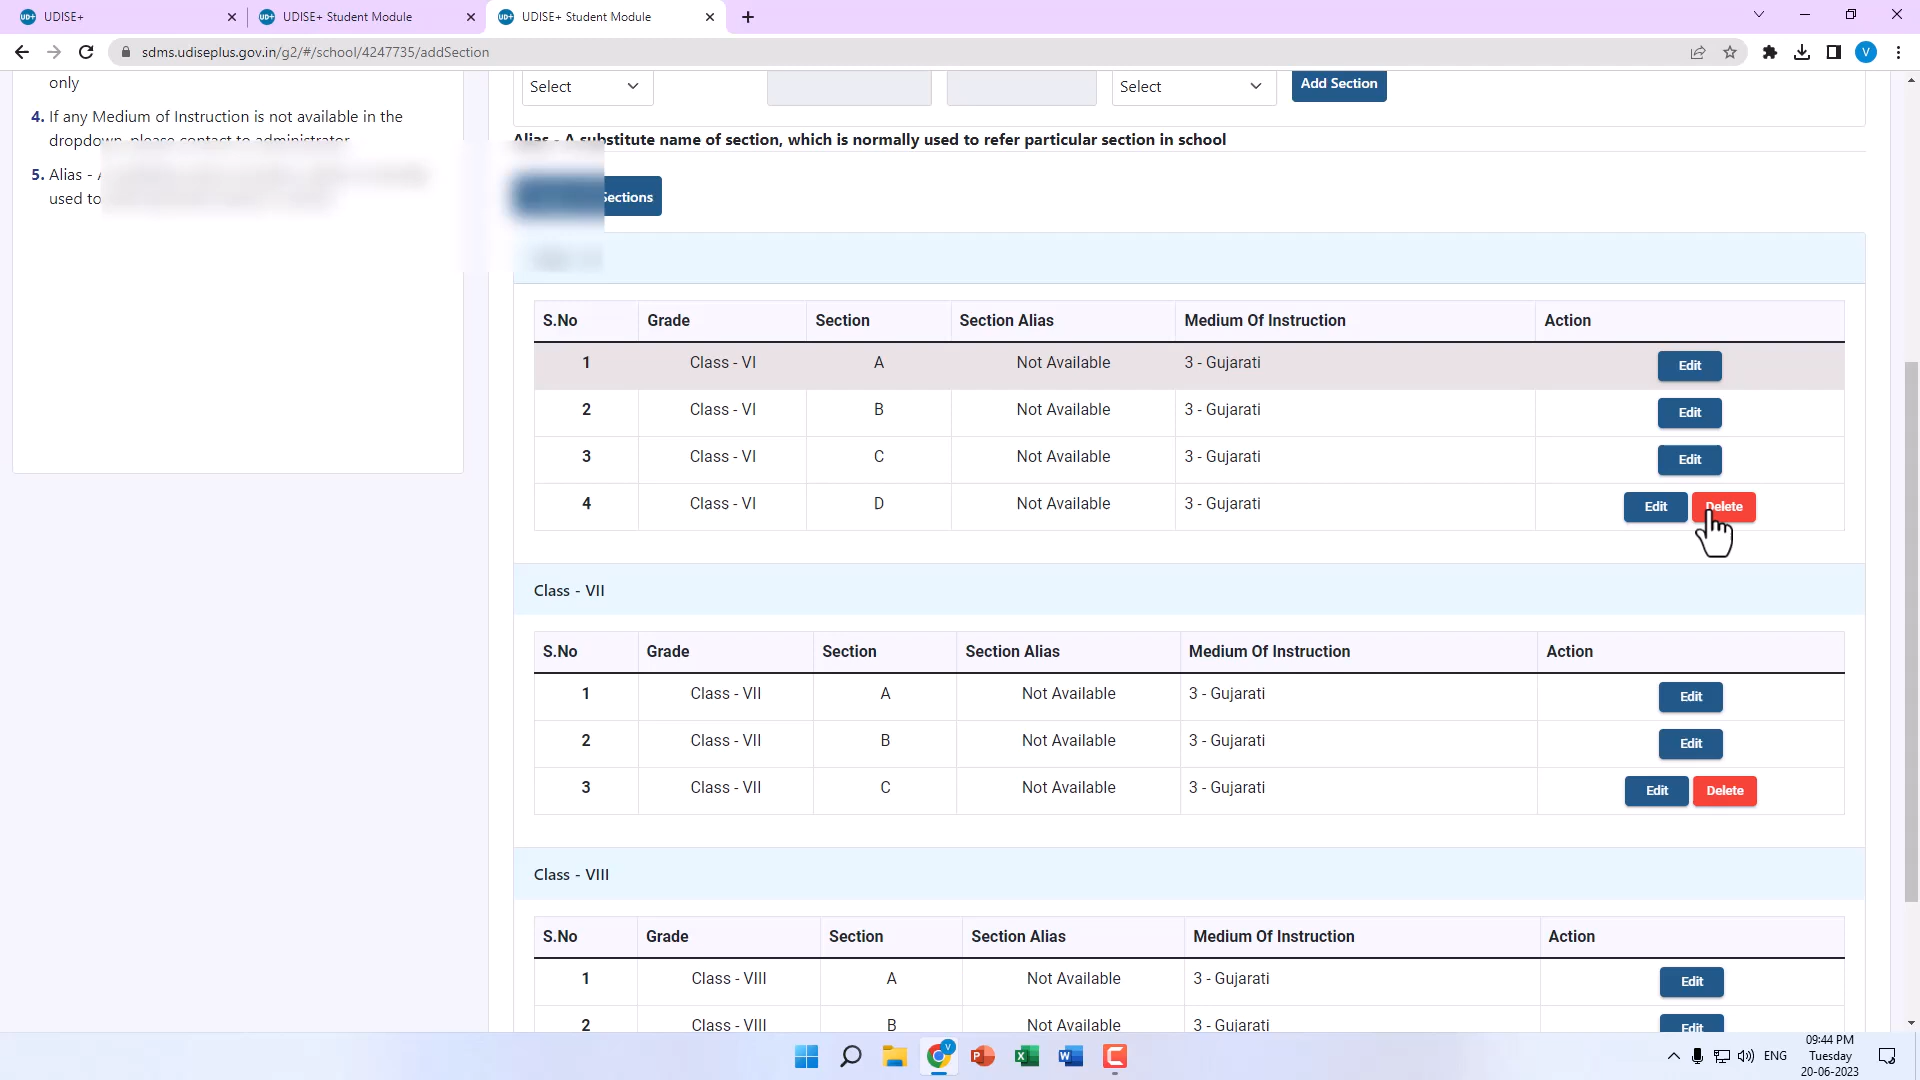 UDISE+
UDISE+ Student Module
UDISE+ Student Module
sdms.udiseplus.gov.in/g2/#/school/4247735/addSection
V
only
4. If any Medium of Instruction is not available in the
dropdown, please contact to administrator
5. Alias - A
used to
Select
Select
Add Section
Alias - A substitute name of section, which is normally used to refer particular section in school
Sections
S.No Grade Section Section Alias Medium Of Instruction Action
1 Class - VI A Not Available 3 - Gujarati Edit
2 Class - VI B Not Available 3 - Gujarati Edit
3 Class - VI C Not Available 3 - Gujarati Edit
4 Class - VI D Not Available 3 - Gujarati Edit Delete
Class - VII
S.No Grade Section Section Alias Medium Of Instruction Action
1 Class - VII A Not Available 3 - Gujarati Edit
2 Class - VII B Not Available 3 - Gujarati Edit
3 Class - VII C Not Available 3 - Gujarati Edit Delete
Class - VIII
S.No Grade Section Section Alias Medium Of Instruction Action
1 Class - VIII A Not Available 3 - Gujarati Edit
2 Class - VIII B Not Available 3 - Gujarati Edit
ENG
09:44 PM
Tuesday
20-06-2023